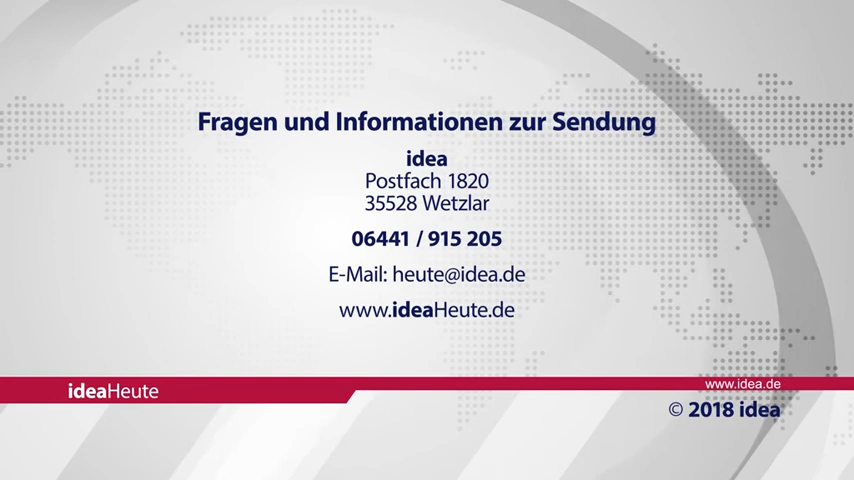 Fragen und Informationen zur Sendung
idea
Postfach 1820
35528 Wetzlar
06441 / 915 205
E-Mail: heute@idea.de
www.ideaHeute.de
www.idea.de
ideaHeute
© 2018 idea